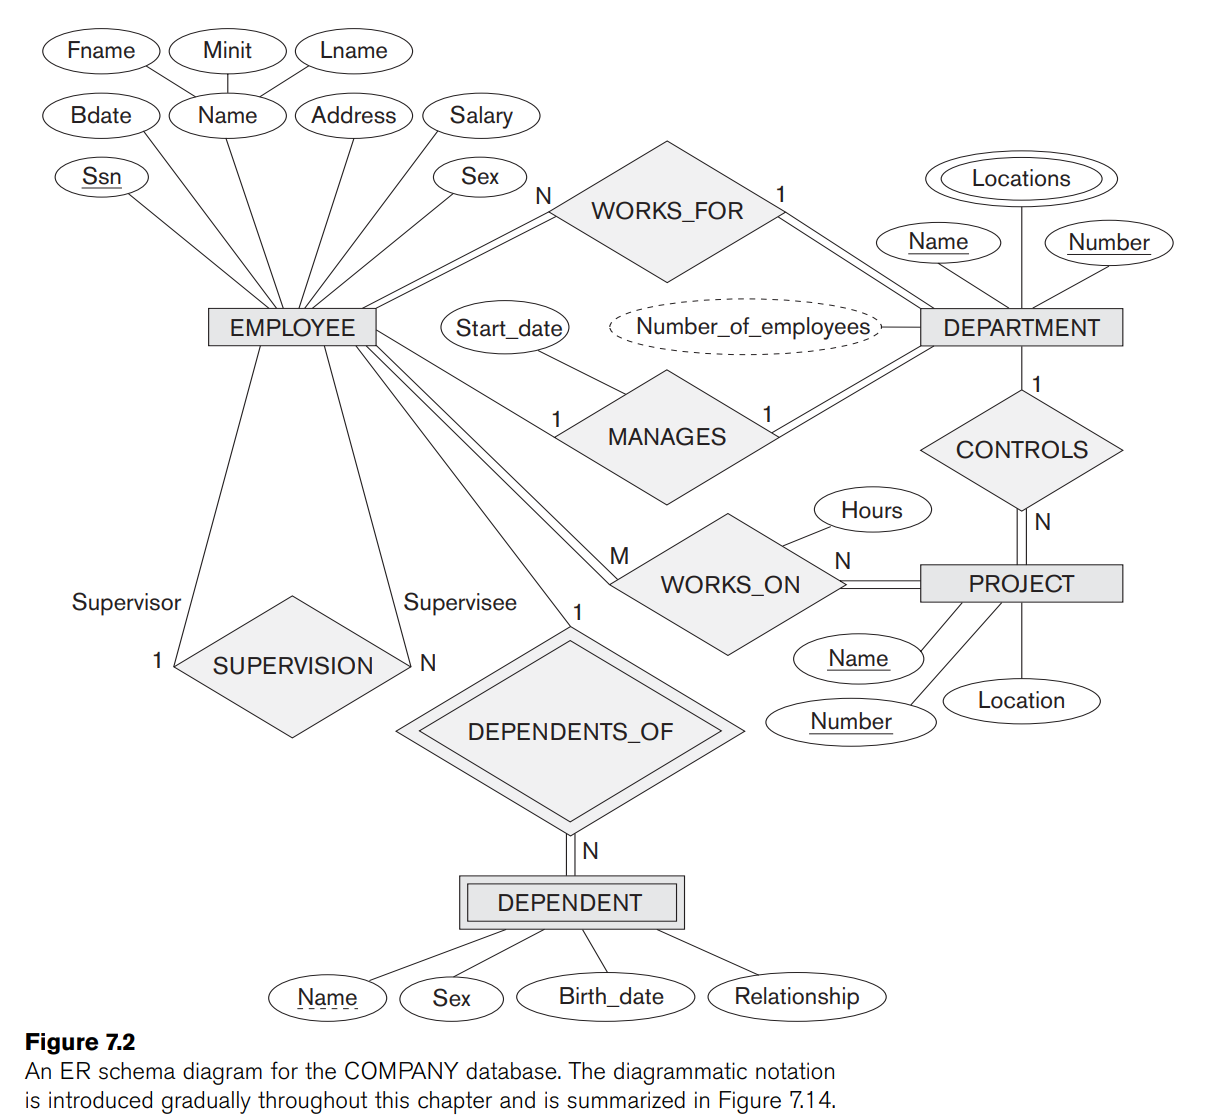 Fname Minit Lname
Bdate Name Address Salary
Ssn Sex
N WORKS_FOR 1
Locations
Name Number
EMPLOYEE Start_date Number_of_employees DEPARTMENT
1 MANAGES 1
1
CONTROLS
N
Hours
M WORKS_ON N PROJECT
Supervisor Supervisee
1 SUPERVISION N
1
Name
Number
Location
DEPENDENTS_OF
N
DEPENDENT
Name Sex Birth_date Relationship
Figure 7.2
An ER schema diagram for the COMPANY database. The diagrammatic notation
is introduced gradually throughout this chapter and is summarized in Figure 7.14.